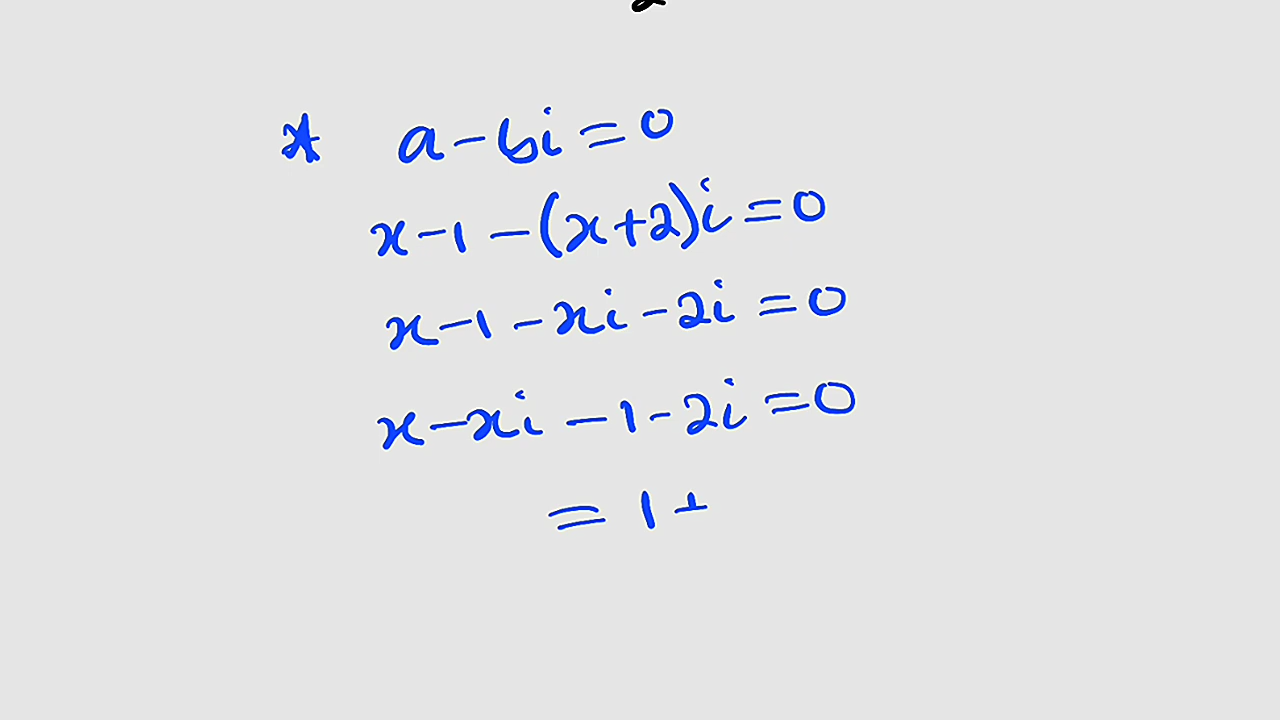 * a-bi=0
x-1-(x+2)i=0
x-1-xi-2i=0
x-xi-1-2i=0
=1+